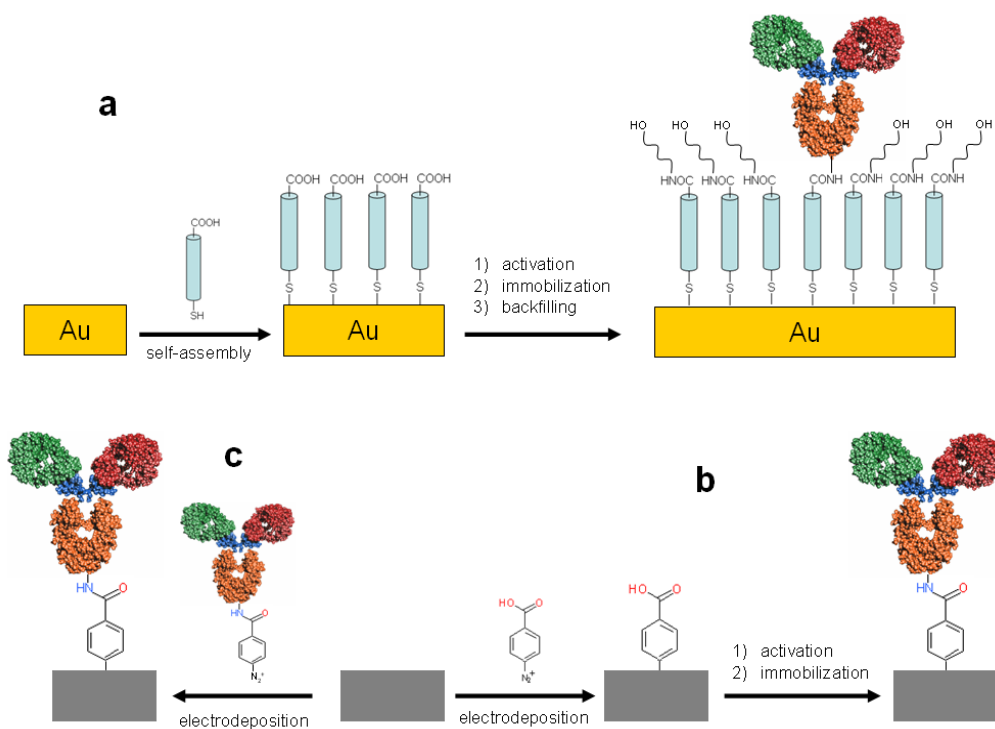 a
HO HO HO OH OH OH
HNOC HNOC HNOC CONH CONH CONH CONH
COOH COOH COOH COOH
COOH
SH
S S S S
S S S S S S S
1) activation
2) immobilization
3) backfilling
Au
self-assembly
Au
Au
c
b
HN O
HN O
N2+
electrodeposition
HO O
N2+
electrodeposition
HO O
1) activation
2) immobilization
HN O